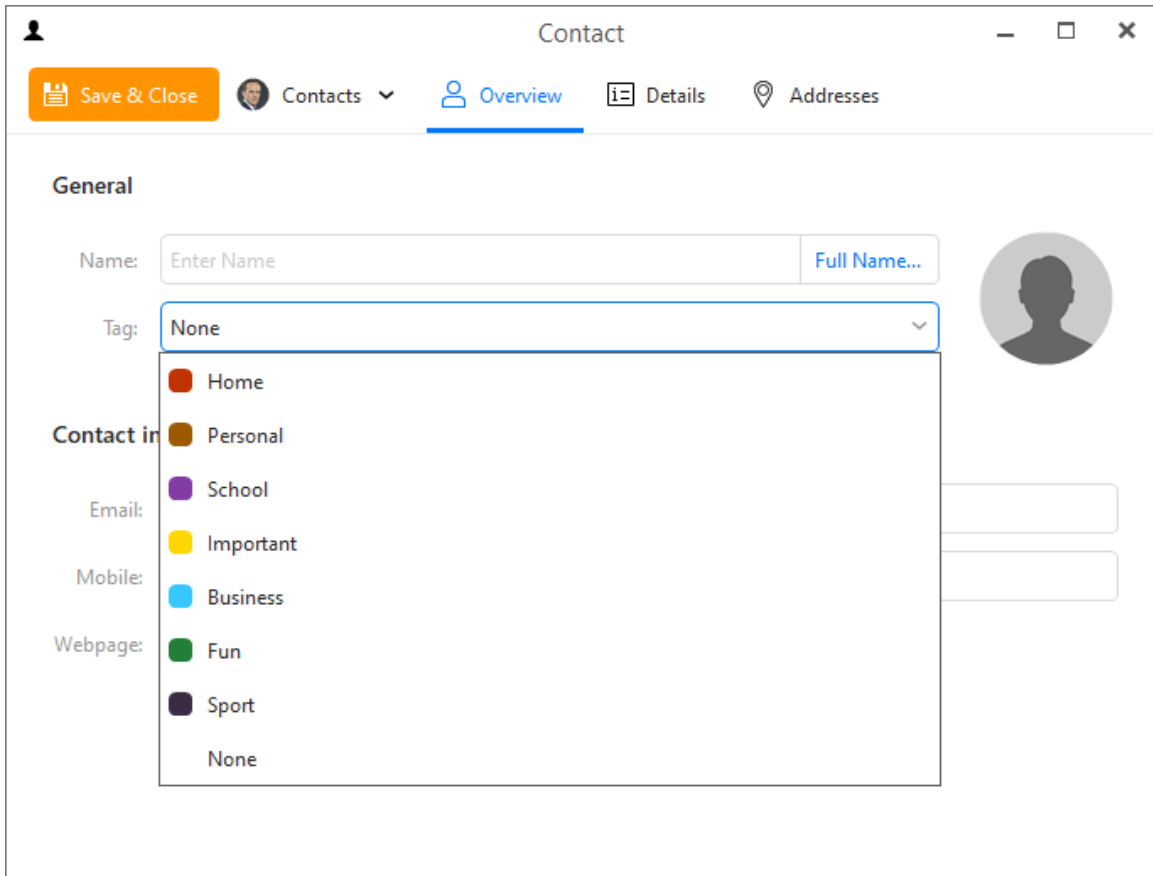 Contact
Save & Close Contacts Overview Details Addresses
General
Name: Enter Name Full Name...
Tag: None
Home
Contact in
Personal
School
Email:
Important
Mobile:
Business
Webpage:
Fun
Sport
None